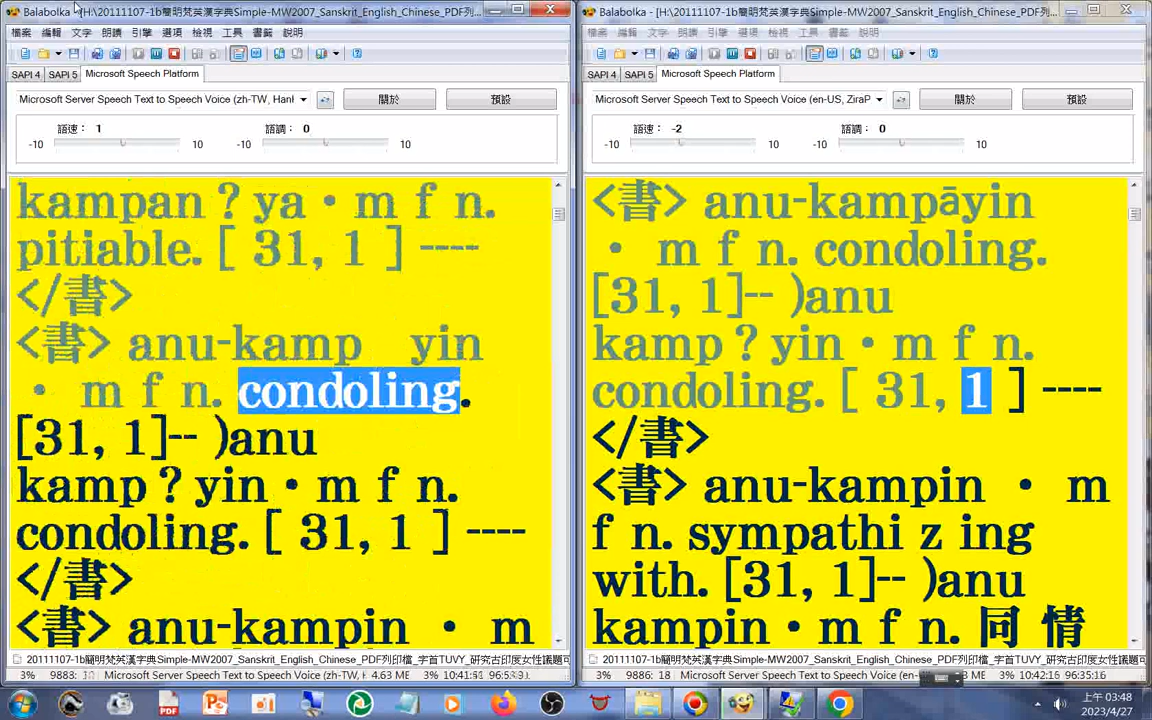 Balabolka - [H:\20111107-1b簡明梵英漢字典Simple-MW2007_Sanskrit_English_Chinese_PDF列...
檔案 編輯 文字 朗讀 引擎 選項 檢視 工具 書籤 說明
SAPI 4 SAPI 5 Microsoft Speech Platform
Microsoft Server Speech Text to Speech Voice (zh-TW, Hanl 關於 預設
語速： 1 語調： 0
-10 10 -10 10
kampan ? ya • m f n.
pitiable. [ 31, 1 ] ----
</書>
<書> anu-kamp yin
• m f n. condoling.
[31, 1]-- )anu
kamp ? yin • m f n.
condoling. [ 31, 1 ] ----
</書>
<書> anu-kampin • m
20111107-1b簡明梵英漢字典Simple-MW2007_Sanskrit_English_Chinese_PDF列印檔_字首TUVY_研究古印度女性議題可
3% 9883: Microsoft Server Speech Text to Speech Voice (zh-TW, H 4.63 ME 3%
Balabolka - [H:\20111107-1b簡明梵英漢字典Simple-MW2007_Sanskrit_English_Chinese_PDF列...
檔案 編輯 文字 朗讀 引擎 選項 檢視 工具 書籤 說明
SAPI 4 SAPI 5 Microsoft Speech Platform
Microsoft Server Speech Text to Speech Voice (en-US, ZiraP 關於 預設
語速： -2 語調： 0
-10 10 -10 10
<書> anu-kampāyin
• m f n. condoling.
[31, 1]-- )anu
kamp ? yin • m f n.
condoling. [ 31, 1 ] ----
</書>
<書> anu-kampin • m
f n. sympathi z ing
with. [31, 1]-- )anu
kampin • m f n. 同 情
20111107-1b簡明梵英漢字典Simple-MW2007_Sanskrit_English_Chinese_PDF列印檔_字首TUVY_研究古印度女性議題可
3% 9886: 18 Microsoft Server Speech Text to Speech Voice (en-US, Z 4.63 ME 3% 10:42:16 96:35:16
上午 03:48
2023/4/27